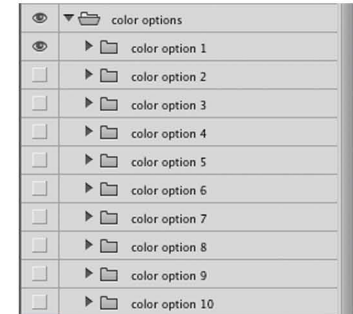 color options
color option 1
color option 2
color option 3
color option 4
color option 5
color option 6
color option 7
color option 8
color option 9
color option 10